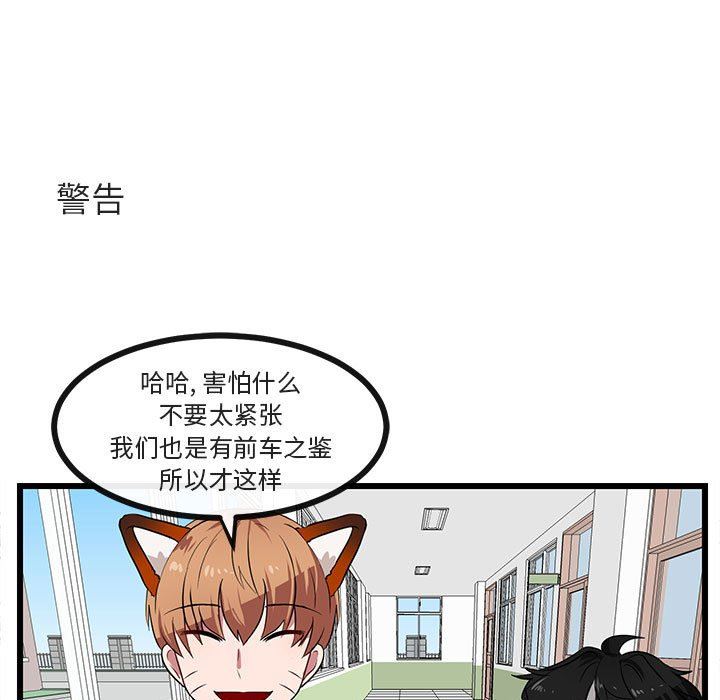 警告
哈哈, 害怕什么
不要太紧张
我们也是有前车之鉴
所以才这样